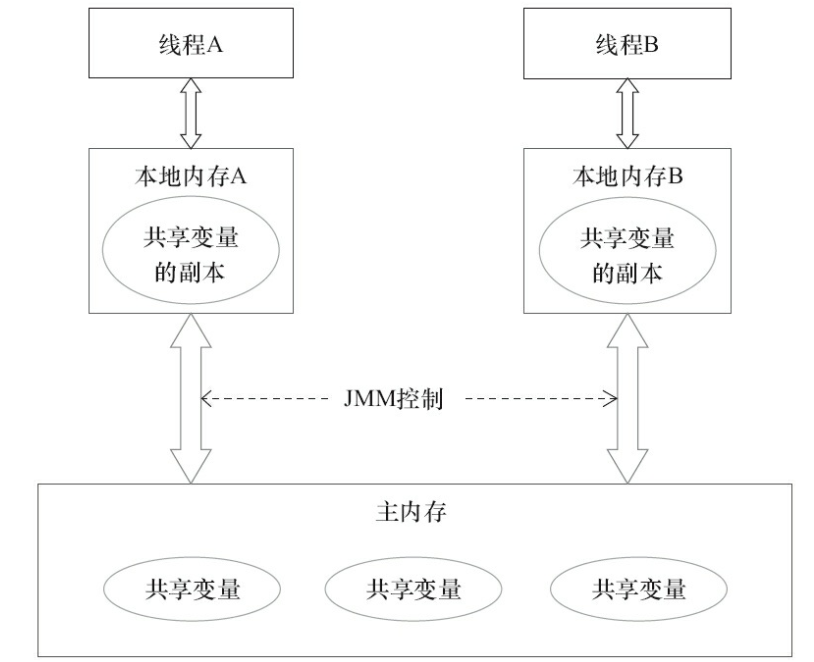 线程A
线程B
本地内存A
共享变量
的副本
本地内存B
共享变量
的副本
JMM控制
主内存
共享变量
共享变量
共享变量